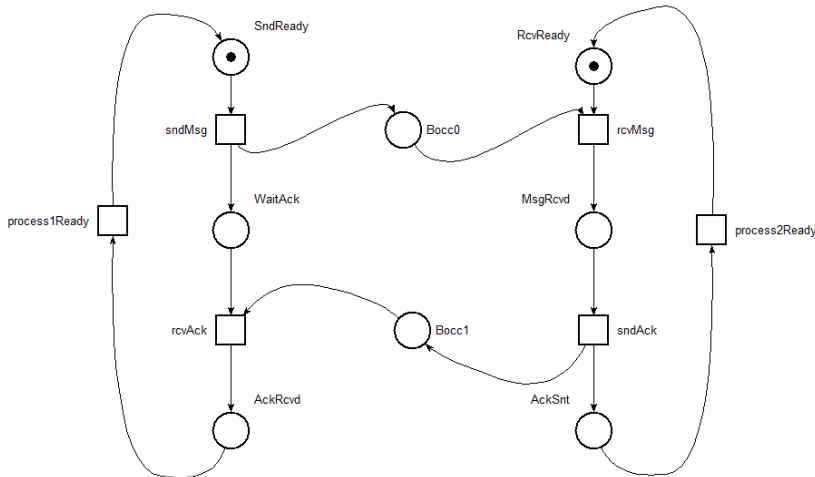 SndReady
RcvReady
sndMsg
Bocc0
rcvMsg
WaitAck
MsgRcvd
process1Ready
process2Ready
rcvAck
Bocc1
sndAck
AckRcvd
AckSnt